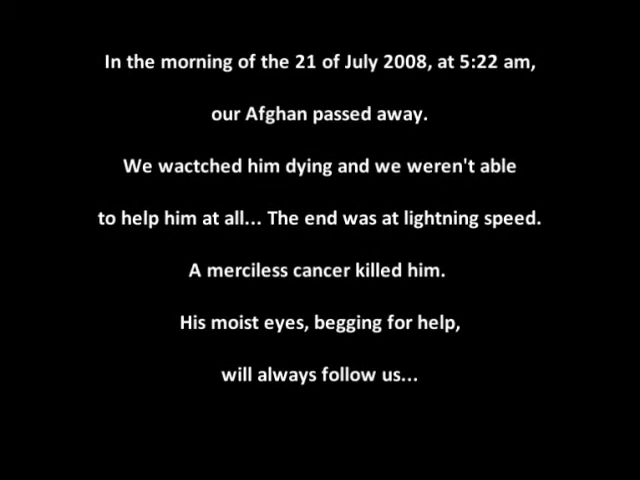 In the morning of the 21 of July 2008, at 5:22 am,
our Afghan passed away.
We wactched him dying and we weren't able
to help him at all... The end was at lightning speed.
A merciless cancer killed him.
His moist eyes, begging for help,
will always follow us...